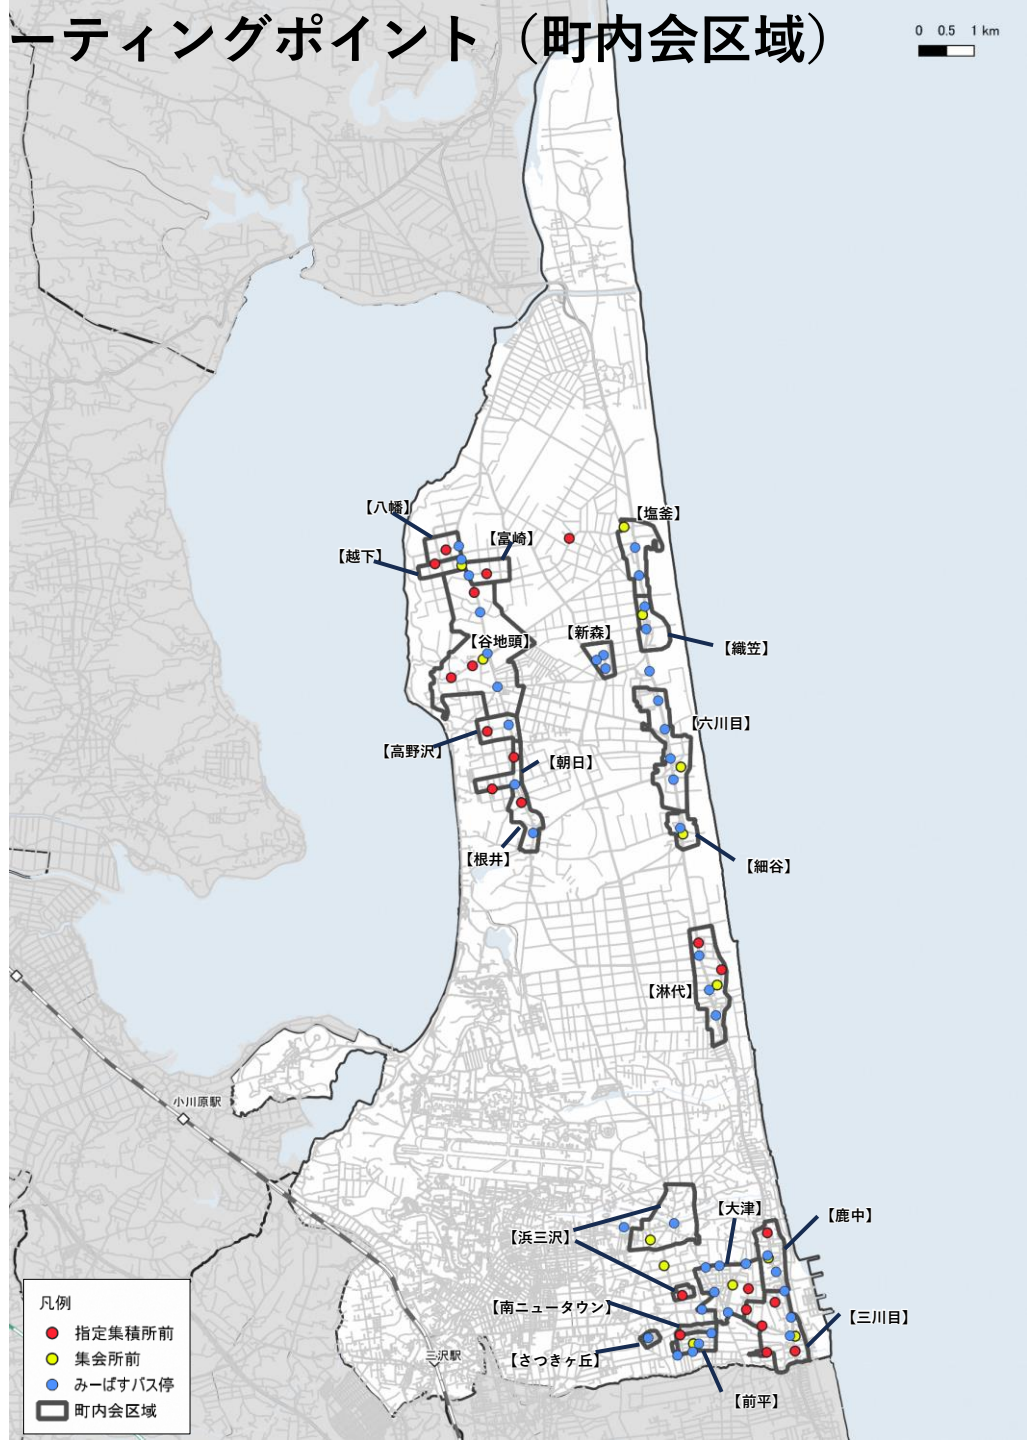 ーティングポイント（町内会区域）
0 0.5 1 km
【八幡】
【塩釜】
【富崎】
【越下】
【新森】
【谷地頭】
【織笠】
【六川目】
【高野沢】
【朝日】
【根井】
【細谷】
【淋代】
小川原駅
【大津】
【鹿中】
【浜三沢】
【南ニュータウン】
【三川目】
三沢駅
【さつきヶ丘】
【前平】
凡例
指定集積所前
集会所前
みーばすバス停
町内会区域